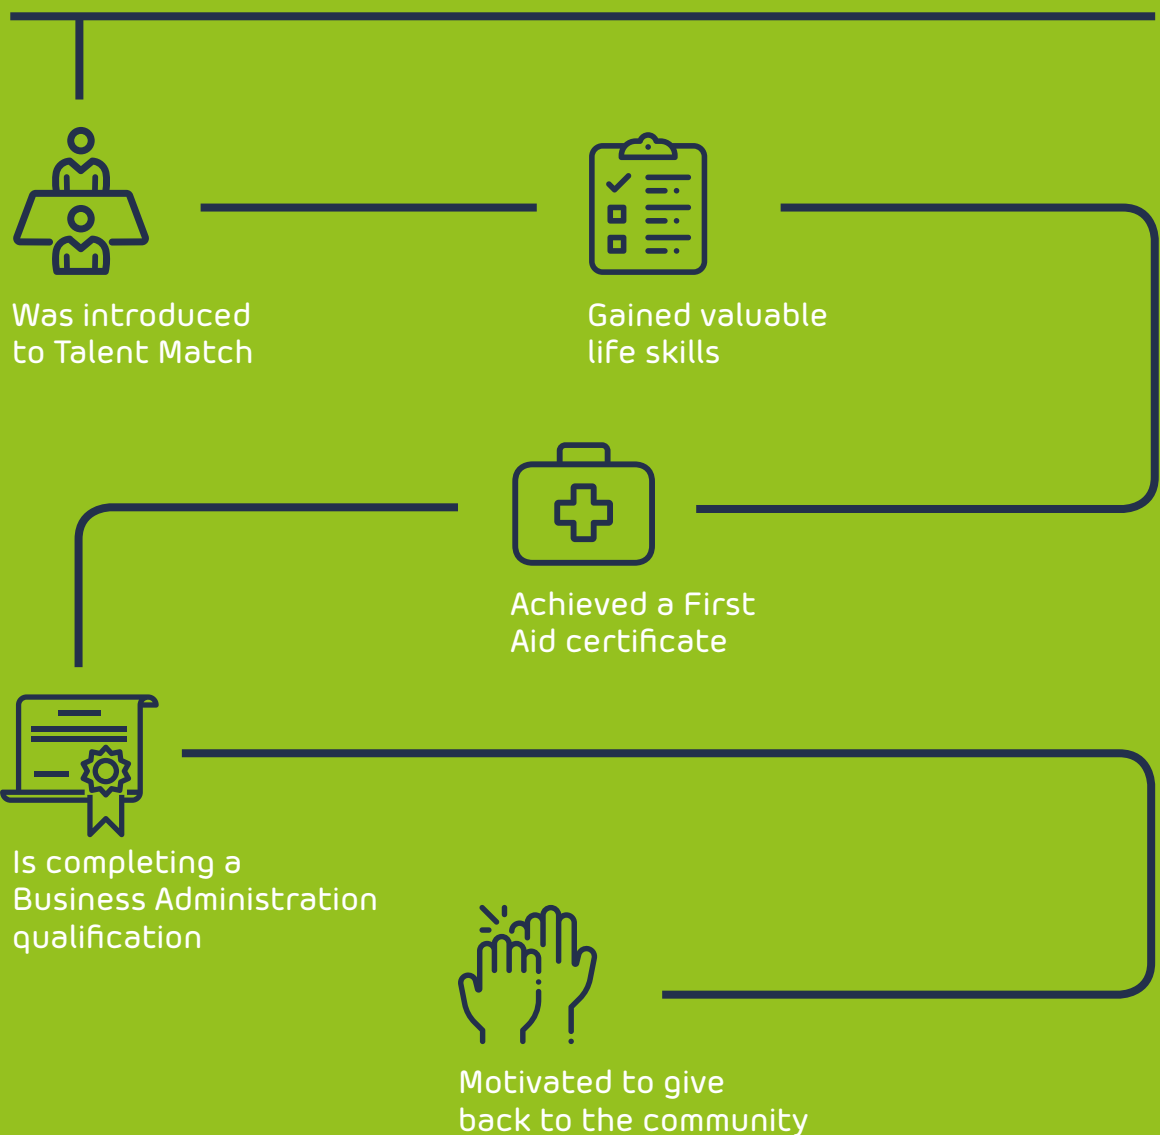 Was introduced
to Talent Match
Gained valuable
life skills
Achieved a First
Aid certificate
Is completing a
Business Administration
qualification
Motivated to give
back to the community